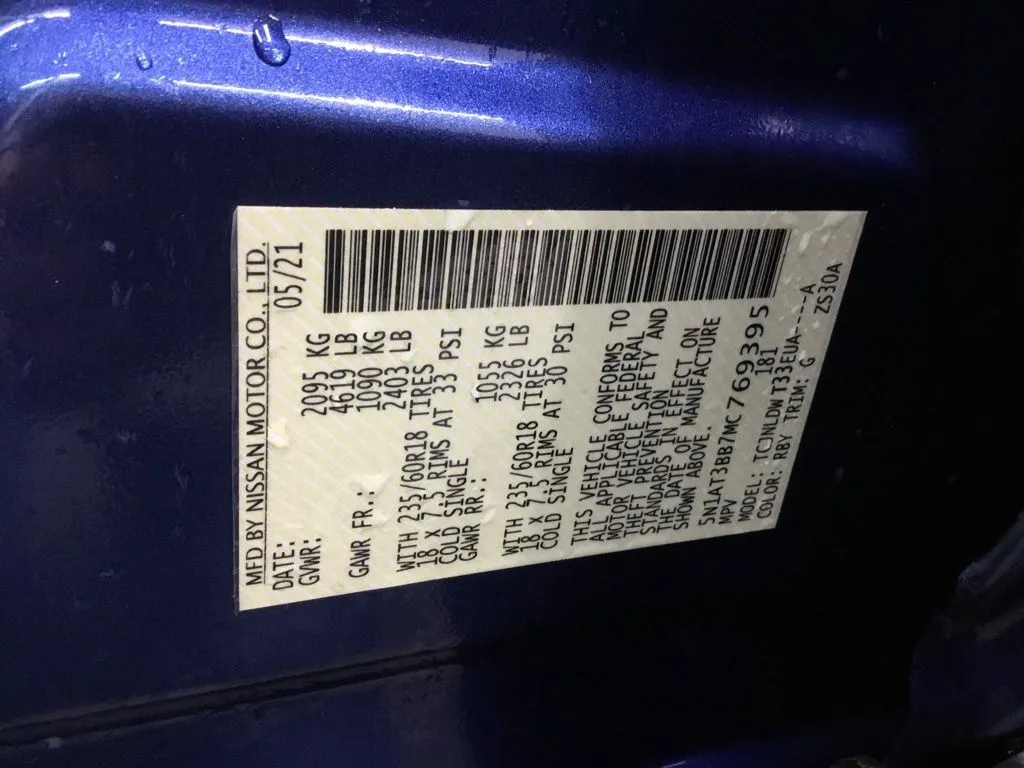 MFD BY NISSAN MOTOR CO., LTD.
DATE: 05/21
GVWR: 2095 KG
4619 LB
GAWR FR.: 1090 KG
2403 LB
WITH 235/60R18 TIRES
18 X 7.5 RIMS AT 33 PSI
COLD SINGLE
GAWR RR.: 1055 KG
2326 LB
WITH 235/60R18 TIRES
18 X 7.5 RIMS AT 30 PSI
COLD SINGLE
THIS VEHICLE CONFORMS TO
ALL APPLICABLE FEDERAL
MOTOR VEHICLE SAFETY AND
THEFT PREVENTION
STANDARDS IN EFFECT ON
THE DATE OF MANUFACTURE
SHOWN ABOVE.
5N1AT3BB7MC769395
MPV 181
MODEL: TCJNLDWT33EUA----A
COLOR: RBY TRIM: G ZS30A